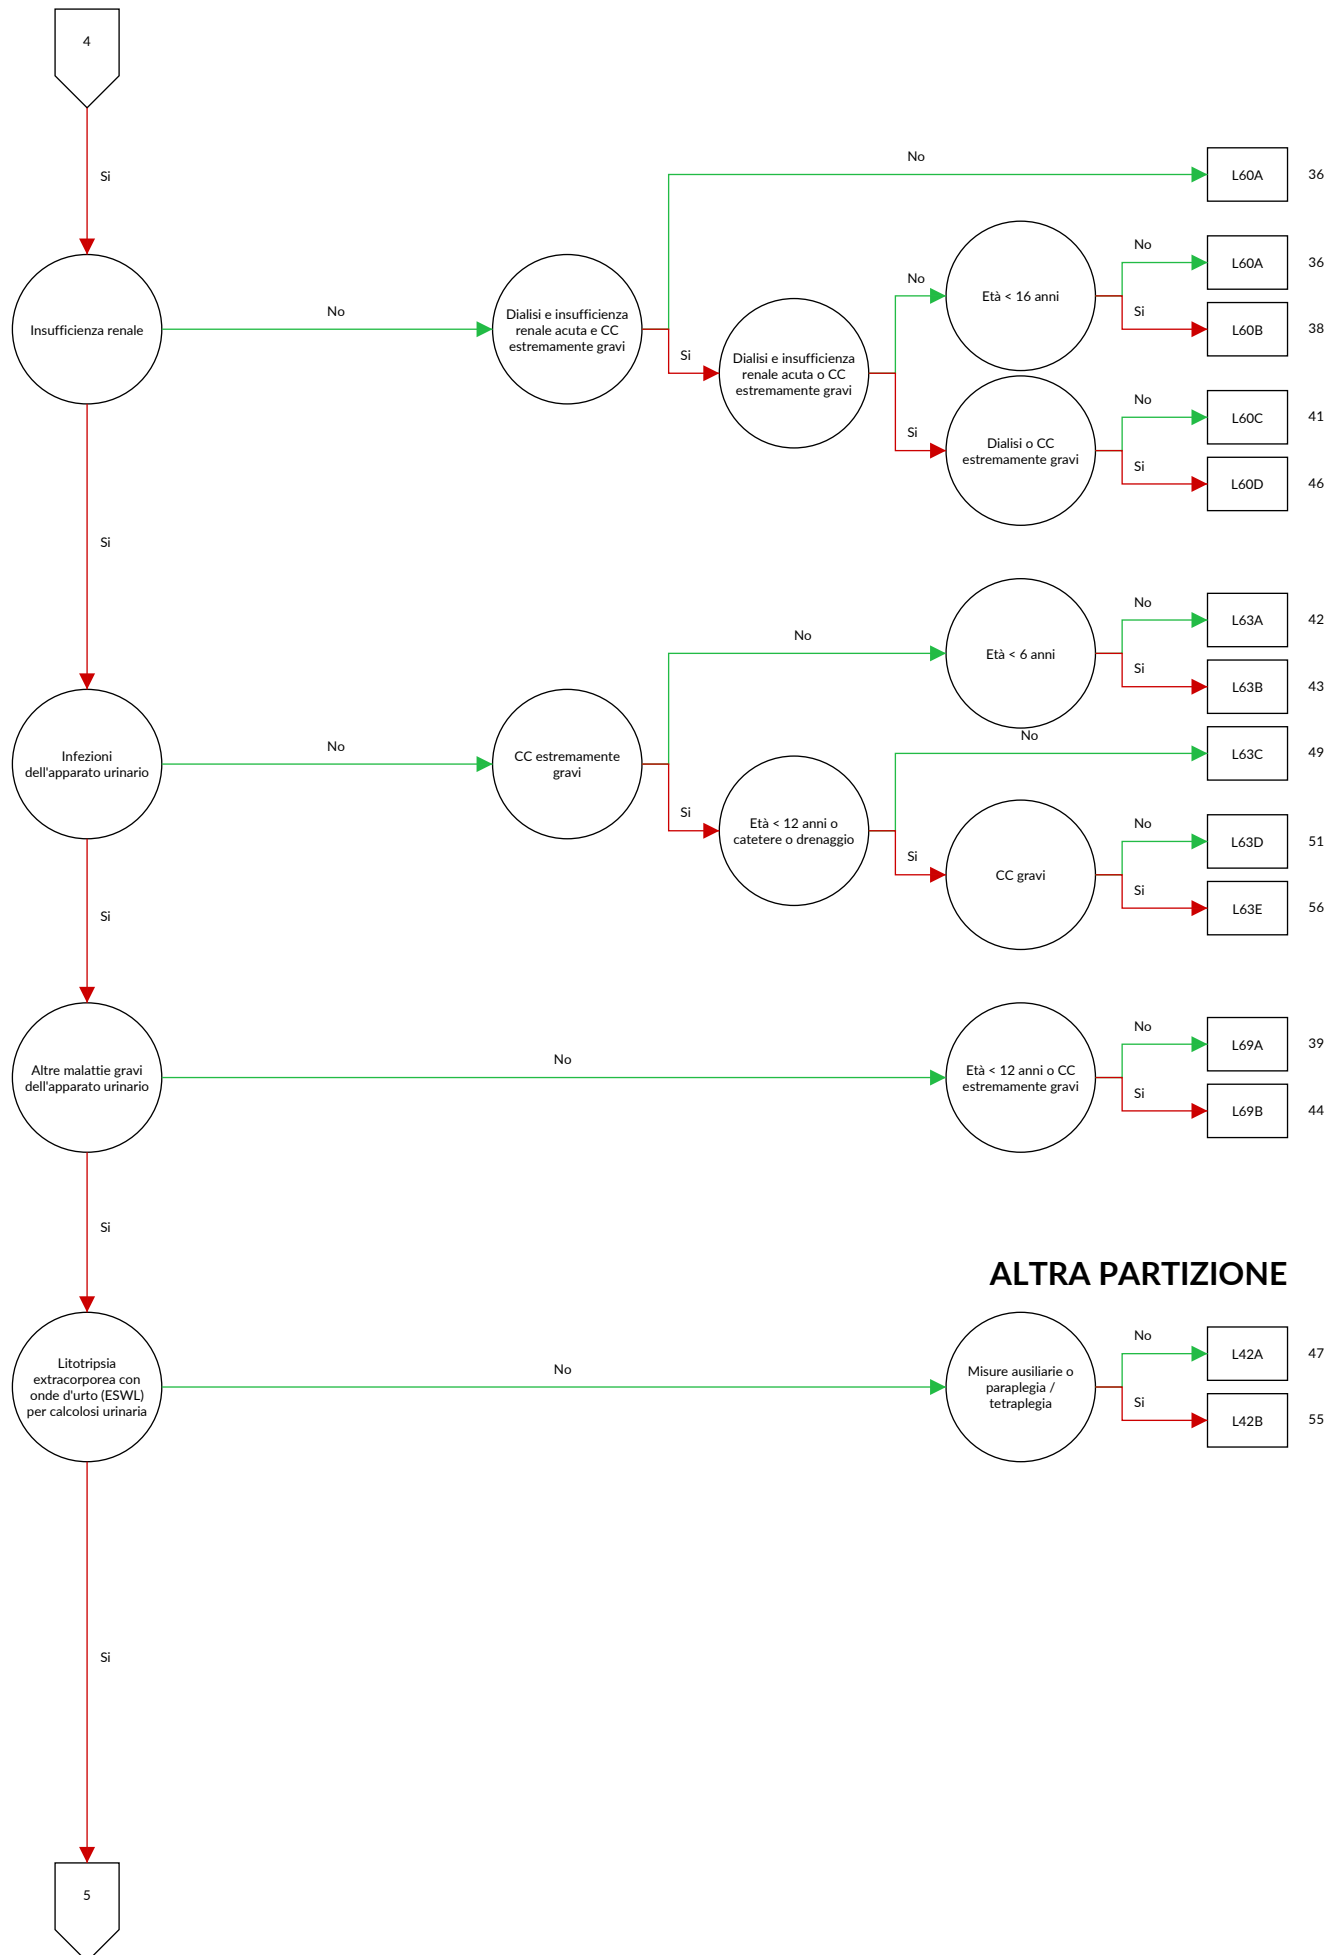 4
Si
No
L60A
36
Insufficienza renale
No
Dialisi e insufficienza
renale acuta e CC
estremamente gravi
Si
Dialisi e insufficienza
renale acuta o CC
estremamente gravi
No
Età < 16 anni
No
L60A
36
Si
L60B
38
Si
Dialisi o CC
estremamente gravi
No
L60C
41
Si
L60D
46
Si
Infezioni
dell'apparato urinario
No
CC estremamente
gravi
No
Età < 6 anni
No
L63A
42
Si
L63B
43
Si
Età < 12 anni o
catetere o drenaggio
No
L63C
49
Si
CC gravi
No
L63D
51
Si
L63E
56
Si
Altre malattie gravi
dell'apparato urinario
No
Età < 12 anni o CC
estremamente gravi
No
L69A
39
Si
L69B
44
Si
ALTRA PARTIZIONE
Litotripsia
extracorporea con
onde d'urto (ESWL)
per calcolosi urinaria
No
Misure ausiliarie o
paraplegia /
tetraplegia
No
L42A
47
Si
L42B
55
Si
5